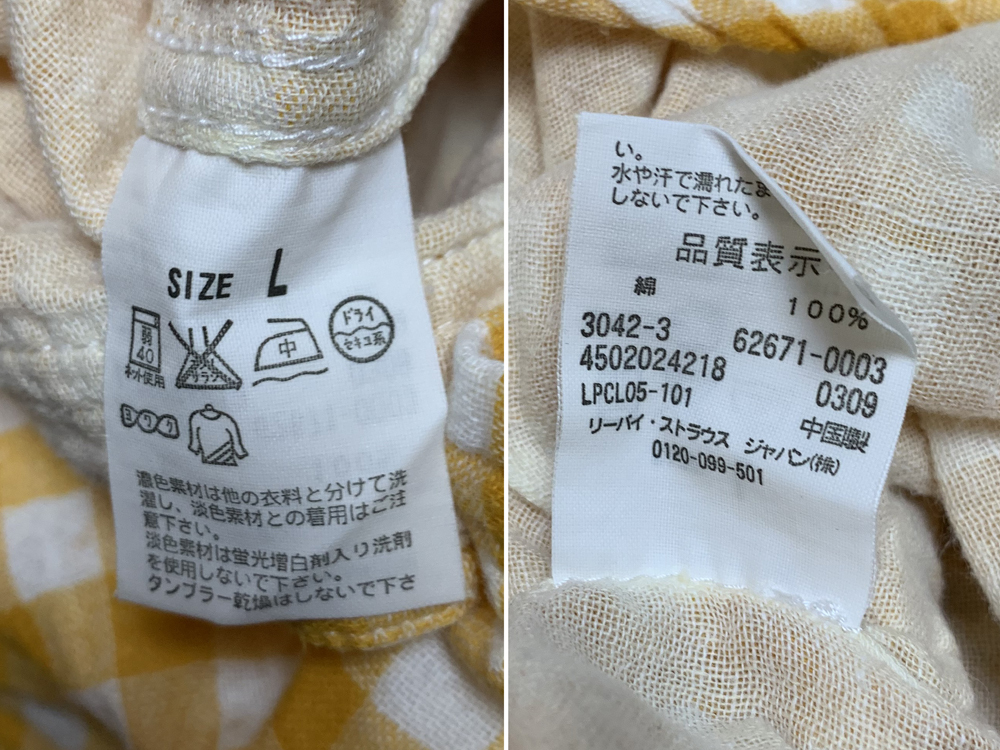 SIZE L
弱
40
ネット使用
サラシ
中
ドライ
セキユ系
ヨワク
濃色素材は他の衣料と分けて洗
濯し、淡色素材との着用はご注
意下さい。
淡色素材は蛍光増白剤入り洗剤
を使用しないで下さい。
タンブラー乾燥はしないで下さ
い。
水や汗で濡れたま
しないで下さい。
品質表示
綿 100%
3042-3 62671-0003
4502024218 0309
LPCL05-101 中国製
リーバイ・ストラウス ジャパン(株)
0120-099-501